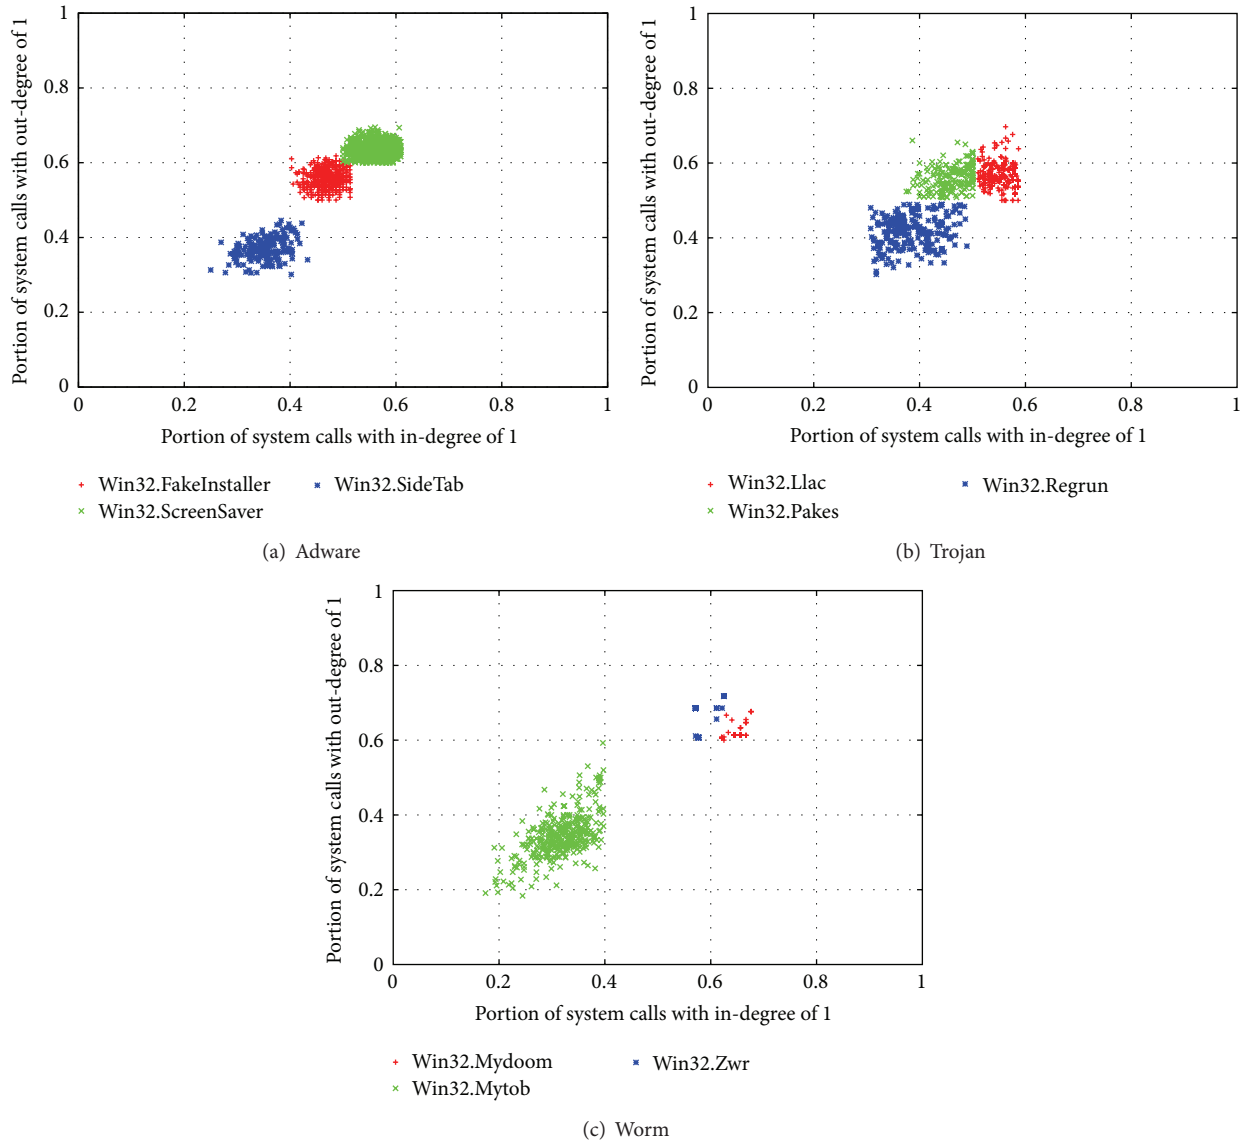 Portion of system calls with out-degree of 1
1
0.8
0.6
0.4
0.2
0
0 0.2 0.4 0.6 0.8 1
Portion of system calls with in-degree of 1
Win32.FakeInstaller
Win32.ScreenSaver
Win32.SideTab
(a) Adware
Portion of system calls with out-degree of 1
1
0.8
0.6
0.4
0.2
0
0 0.2 0.4 0.6 0.8 1
Portion of system calls with in-degree of 1
Win32.Llac
Win32.Pakes
Win32.Regrun
(b) Trojan
Portion of system calls with out-degree of 1
1
0.8
0.6
0.4
0.2
0
0 0.2 0.4 0.6 0.8 1
Portion of system calls with in-degree of 1
Win32.Mydoom
Win32.Mytob
Win32.Zwr
(c) Worm